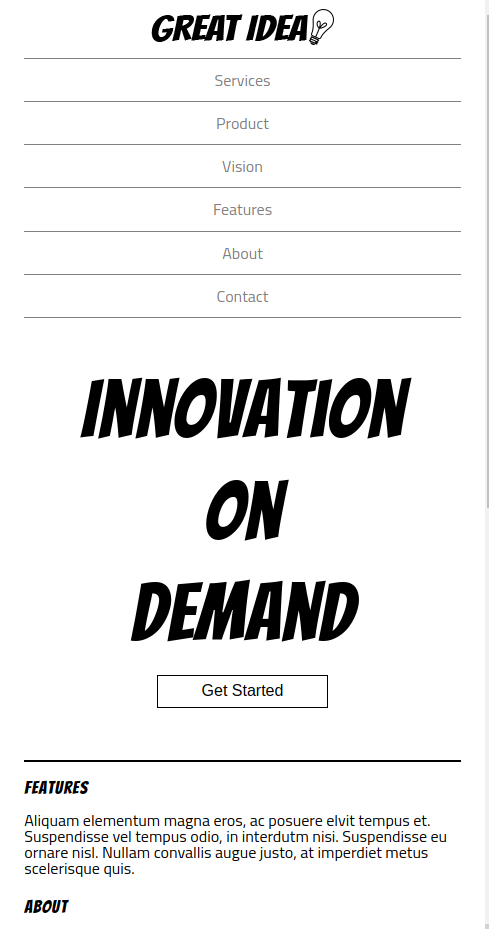 GREAT IDEA
Services
Product
Vision
Features
About
Contact
INNOVATION
ON
DEMAND
Get Started
FEATURES
Aliquam elementum magna eros, ac posuere elvit tempus et.
Suspendisse vel tempus odio, in interdutm nisi. Suspendisse eu
ornare nisl. Nullam convallis augue justo, at imperdiet metus
scelerisque quis.
ABOUT